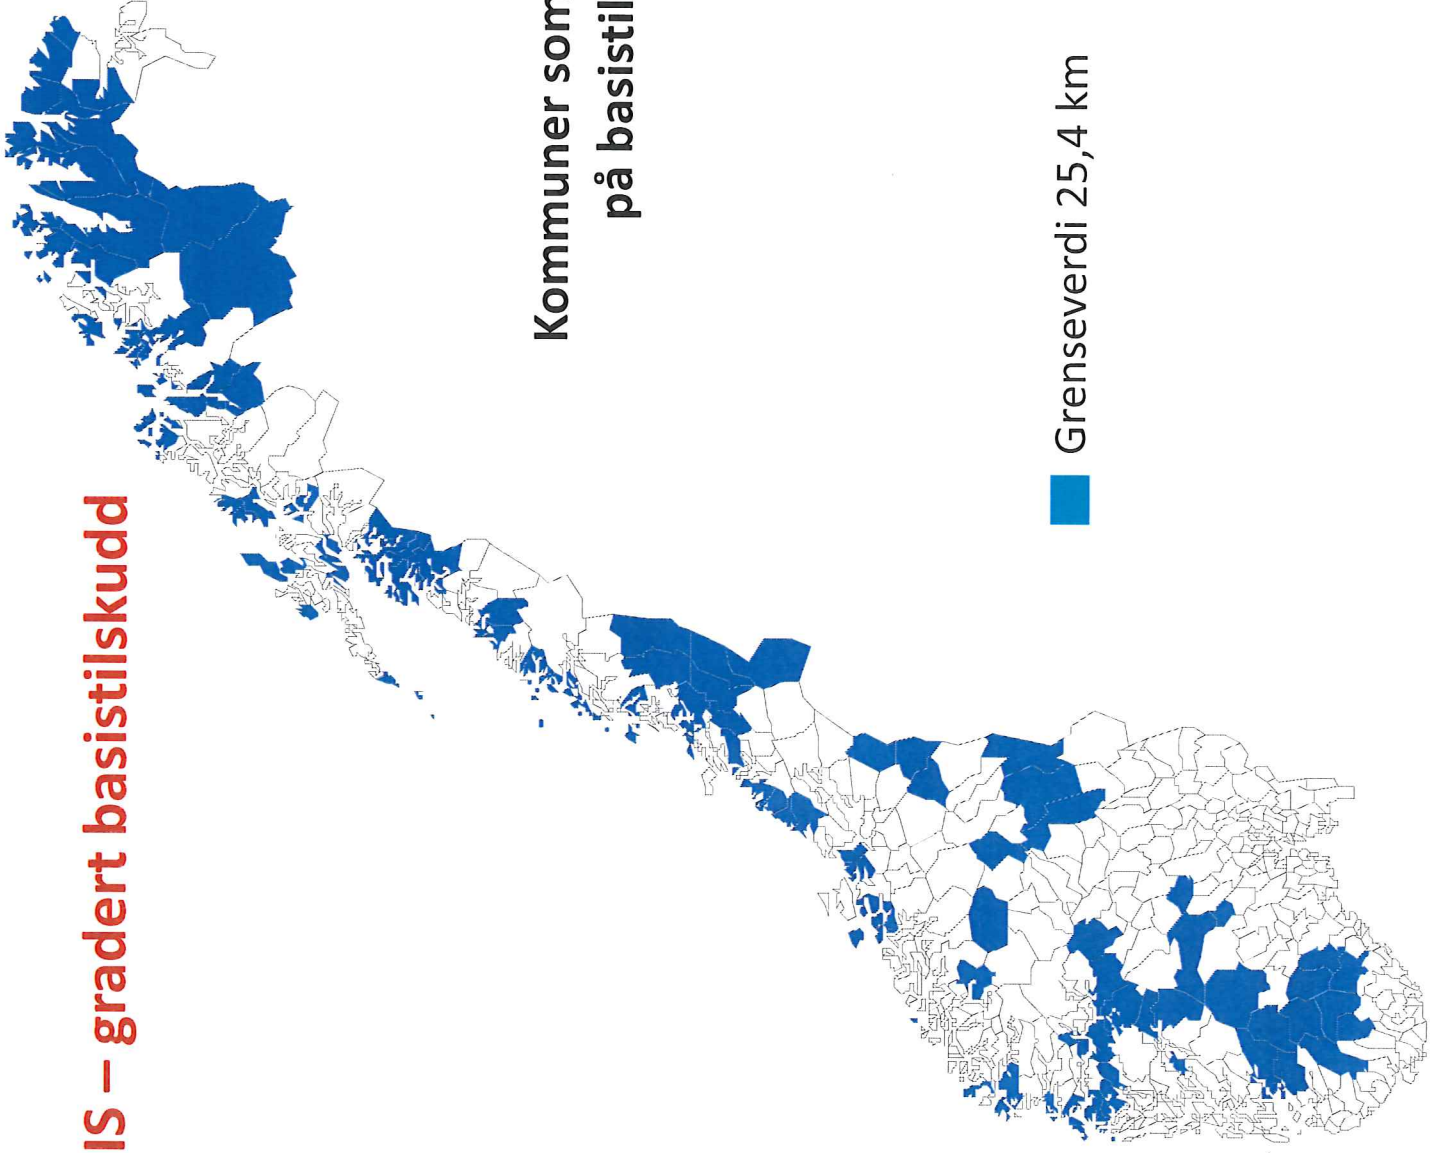 IS – gradert basistilskudd
Kommuner som
på basistil
Grenseverdi 25,4 km